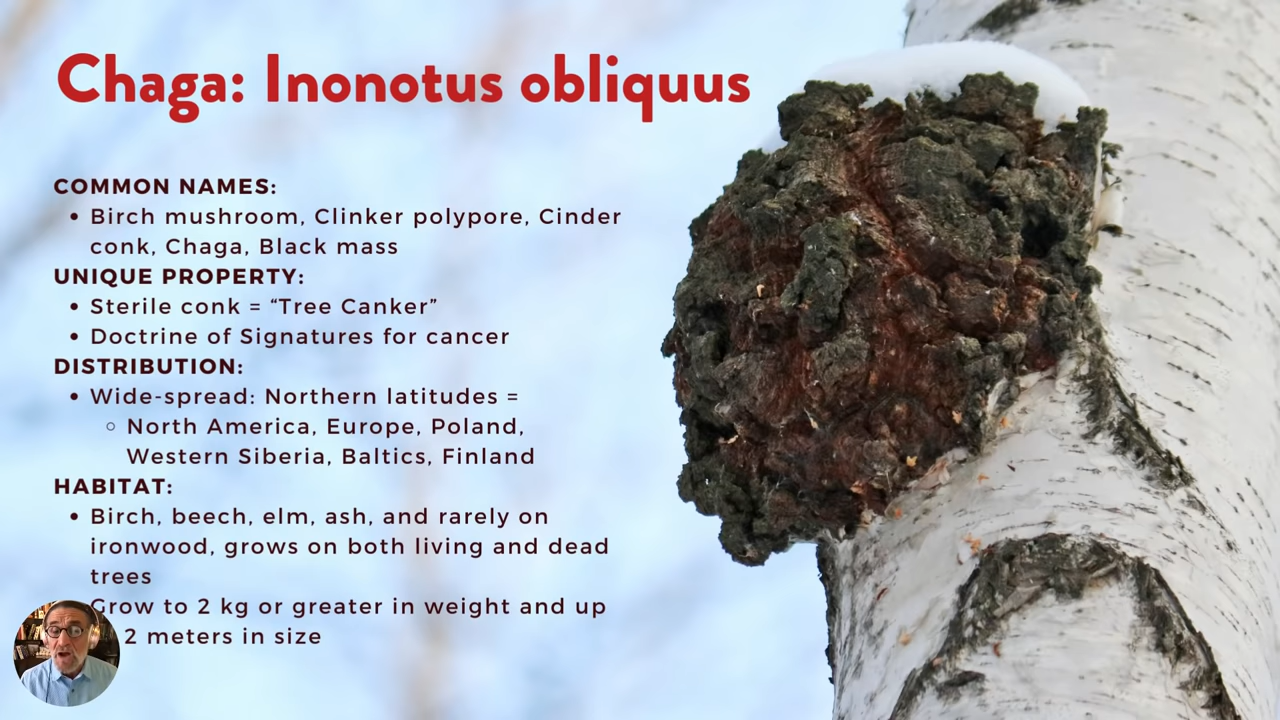 Chaga: Inonotus obliquus
COMMON NAMES:
• Birch mushroom, Clinker polypore, Cinder
conk, Chaga, Black mass
UNIQUE PROPERTY:
• Sterile conk = “Tree Canker”
• Doctrine of Signatures for cancer
DISTRIBUTION:
• Wide-spread: Northern latitudes =
◦ North America, Europe, Poland,
Western Siberia, Baltics, Finland
HABITAT:
• Birch, beech, elm, ash, and rarely on
ironwood, grows on both living and dead
trees
Grow to 2 kg or greater in weight and up
2 meters in size